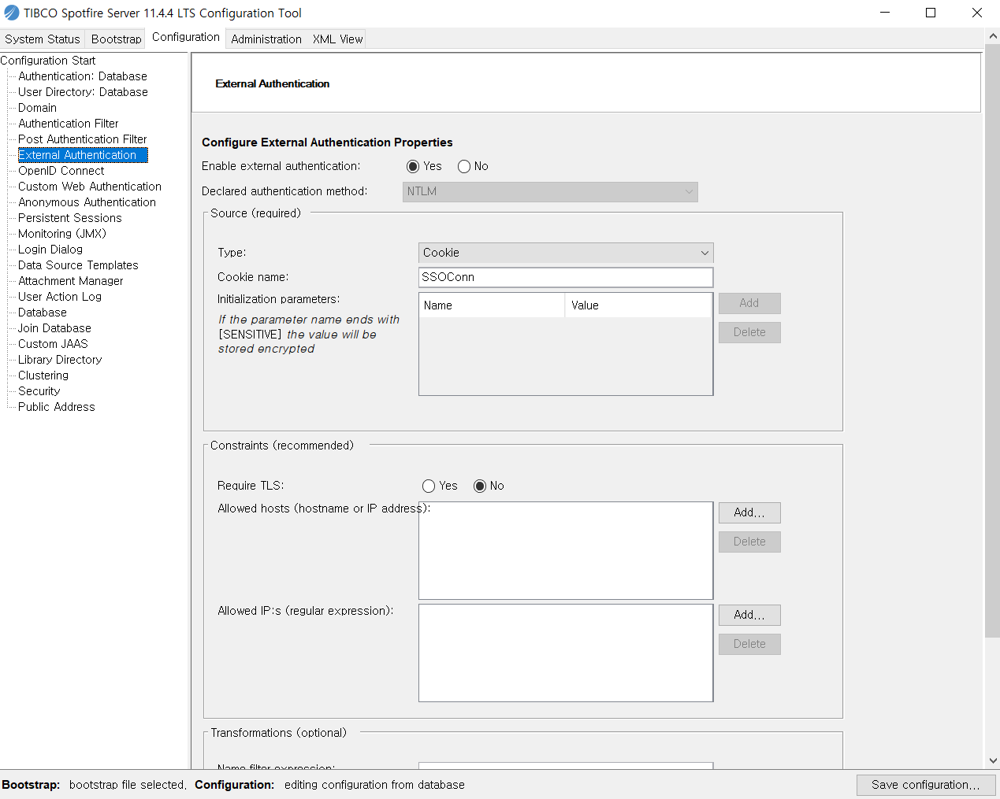 TIBCO Spotfire Server 11.4.4 LTS Configuration Tool
System Status Bootstrap Configuration Administration XML View
Configuration Start
Authentication: Database
User Directory: Database
Domain
Authentication Filter
Post Authentication Filter
External Authentication
OpenID Connect
Custom Web Authentication
Anonymous Authentication
Persistent Sessions
Monitoring (JMX)
Login Dialog
Data Source Templates
Attachment Manager
User Action Log
Database
Join Database
Custom JAAS
Library Directory
Clustering
Security
Public Address
External Authentication
Configure External Authentication Properties
Enable external authentication: Yes No
Declared authentication method: NTLM
Source (required)
Type: Cookie
Cookie name: SSOConn
Initialization parameters: Name Value Add
If the parameter name ends with
[SENSITIVE] the value will be
stored encrypted
Delete
Constraints (recommended)
Require TLS: Yes No
Allowed hosts (hostname or IP address): Add...
Delete
Allowed IP:s (regular expression): Add...
Delete
Transformations (optional)
Name filter expression:
Bootstrap: bootstrap file selected. Configuration: editing configuration from database Save configuration...